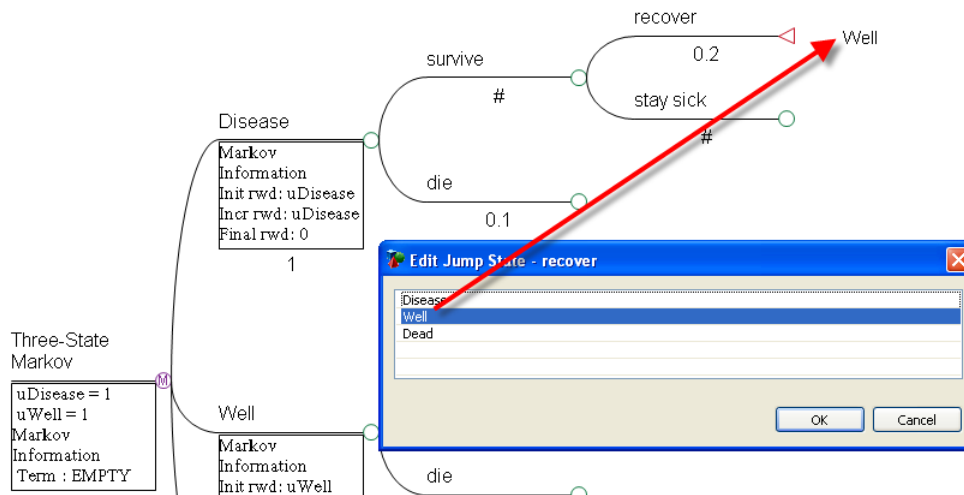 recover
Well
0.2
survive
#
stay sick
#
Disease
Markov
Information
Init rwd: uDisease
Incr rwd: uDisease
Final rwd: 0
1
die
0.1
Edit Jump State - recover
Disease
Well
Dead
OK
Cancel
Three-State
Markov
M
uDisease = 1
uWell = 1
Markov
Information
Term : EMPTY
Well
Markov
Information
Init rwd: uWell
die